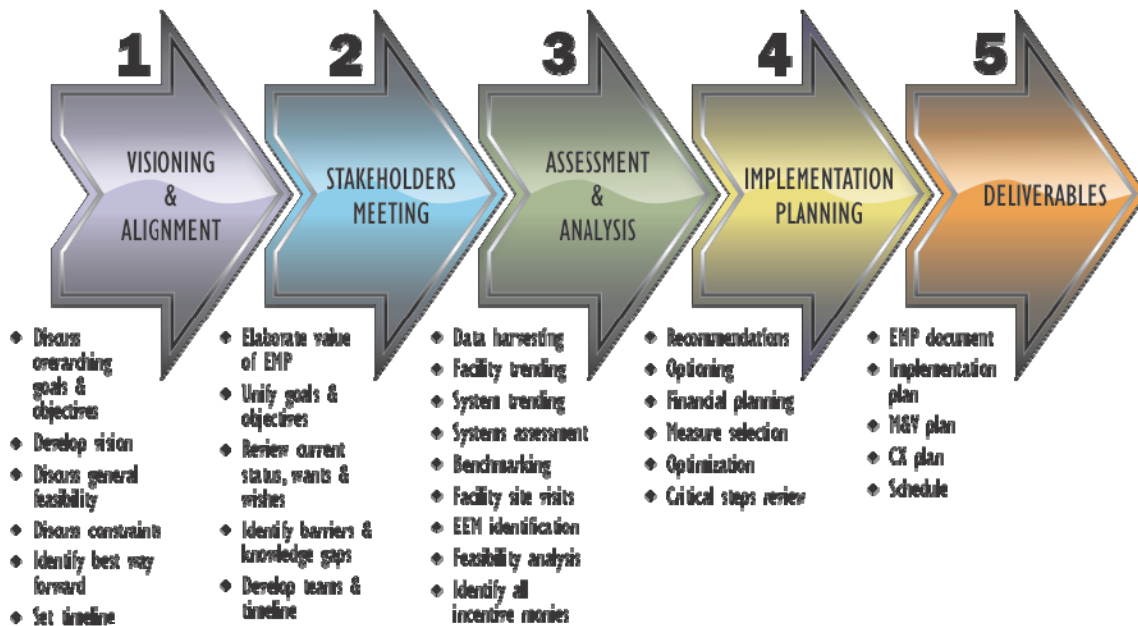 1
VISIONING
&
ALIGNMENT
◆ Discuss
overarching
goals &
objectives
◆ Develop vision
◆ Discuss general
feasibility
◆ Discuss constraints
◆ Identify best way
forward
◆ Set timeline
2
STAKEHOLDERS
MEETING
◆ Elaborate value
of EMP
◆ Unify goals &
objectives
◆ Review current
status, wants &
wishes
◆ Identify barriers &
knowledge gaps
◆ Develop teams &
timeline
3
ASSESSMENT
&
ANALYSIS
◆ Data harvesting
◆ Facility trending
◆ System trending
◆ Systems assessment
◆ Benchmarking
◆ Facility site visits
◆ EEM identification
◆ Feasibility analysis
◆ Identify all
incentive monies
4
IMPLEMENTATION
PLANNING
◆ Recommendations
◆ Optioning
◆ Financial planning
◆ Measure selection
◆ Optimization
◆ Critical steps review
5
DELIVERABLES
◆ EMP document
◆ Implementation
plan
◆ M&V plan
◆ CX plan
◆ Schedule